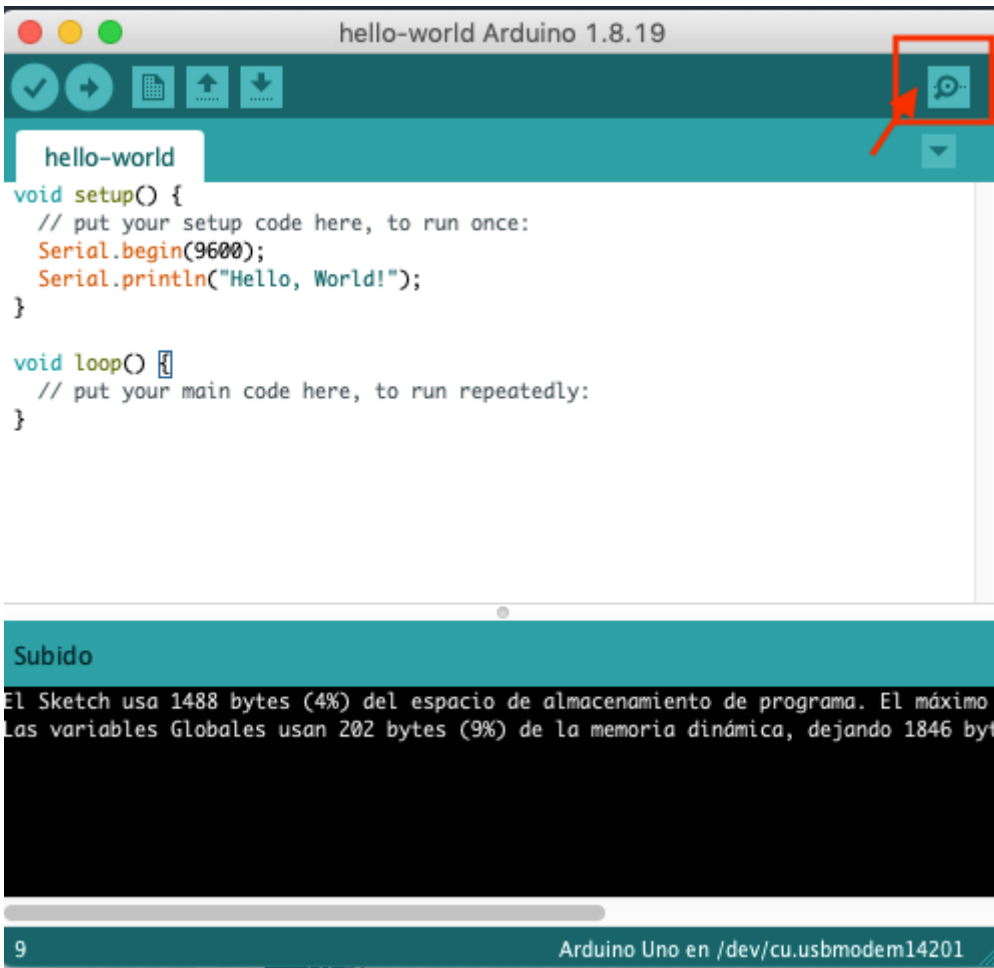 hello-world Arduino 1.8.19
hello-world
void setup() {
  // put your setup code here, to run once:
  Serial.begin(9600);
  Serial.println("Hello, World!");
}
void loop() {
  // put your main code here, to run repeatedly:
}
Subido
El Sketch usa 1488 bytes (4%) del espacio de almacenamiento de programa. El máximo
Las variables Globales usan 202 bytes (9%) de la memoria dinámica, dejando 1846 byt
9
Arduino Uno en /dev/cu.usbmodem14201